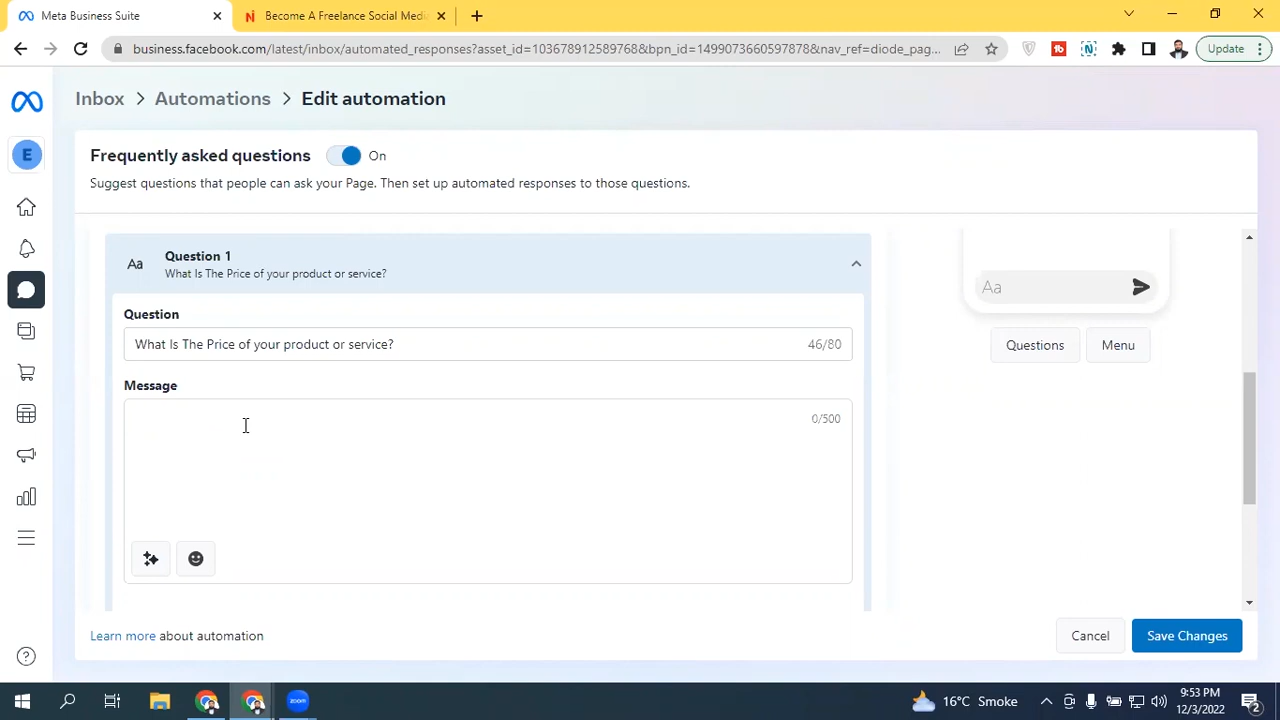 Meta Business Suite
Become A Freelance Social Medi
business.facebook.com/latest/inbox/automated_responses?asset_id=103678912589768&bpn_id=1499073660597878&nav_ref=diode_pag...
Update
Inbox > Automations > Edit automation
E
Frequently asked questions On
Suggest questions that people can ask your Page. Then set up automated responses to those questions.
Aa
Question 1
What Is The Price of your product or service?
Question
What Is The Price of your product or service? 46/80
Message
0/500
Aa
Questions Menu
Learn more about automation
Cancel Save Changes
zoom
16°C Smoke
9:53 PM
12/3/2022
2